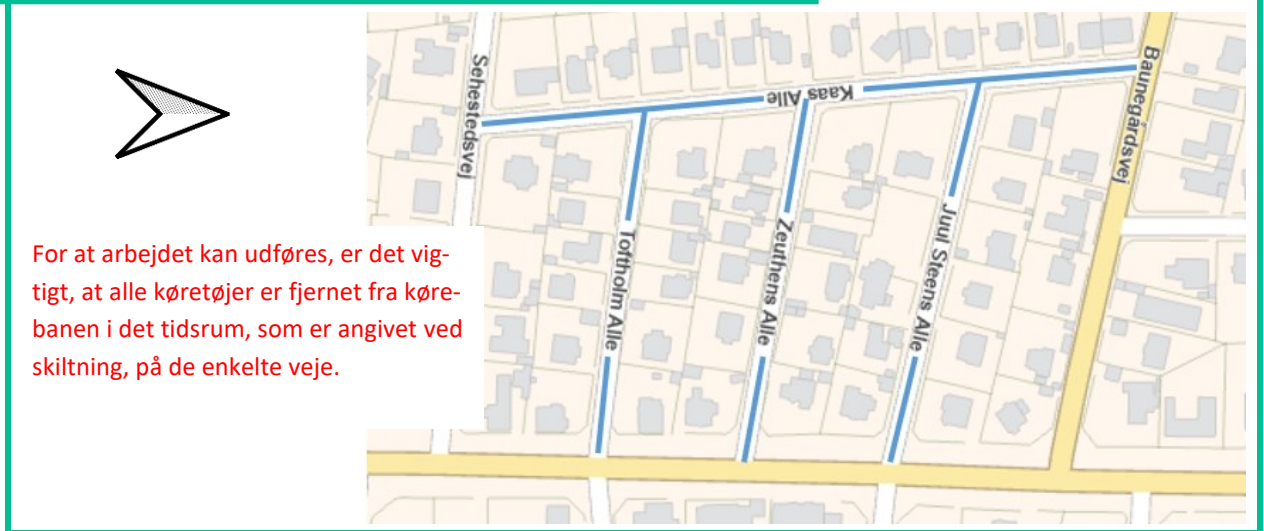 Sehestedsvej
Kaas Alle
Baunegårdsvej
Toftholm Alle
Zeuthens Alle
Juul Steens Alle
For at arbejdet kan udføres, er det vig-
tigt, at alle køretøjer er fjernet fra køre-
banen i det tidsrum, som er angivet ved
skiltning, på de enkelte veje.